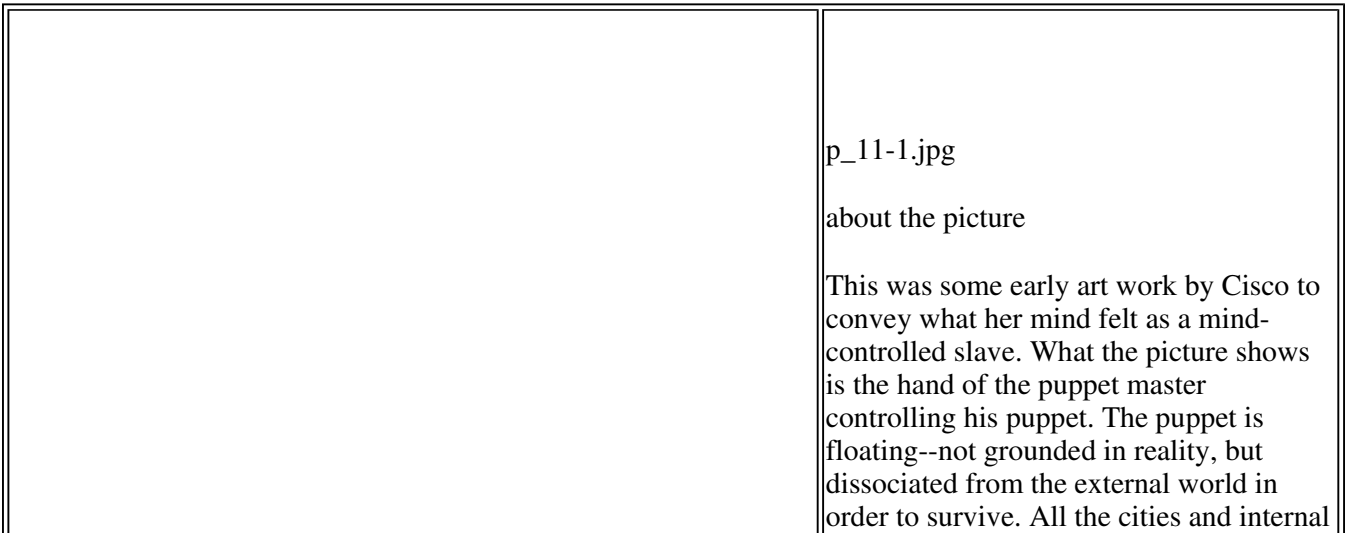 p_11-1.jpg
about the picture
This was some early art work by Cisco to
convey what her mind felt as a mind-
controlled slave. What the picture shows
is the hand of the puppet master
controlling his puppet. The puppet is
floating--not grounded in reality, but
dissociated from the external world in
order to survive. All the cities and internal